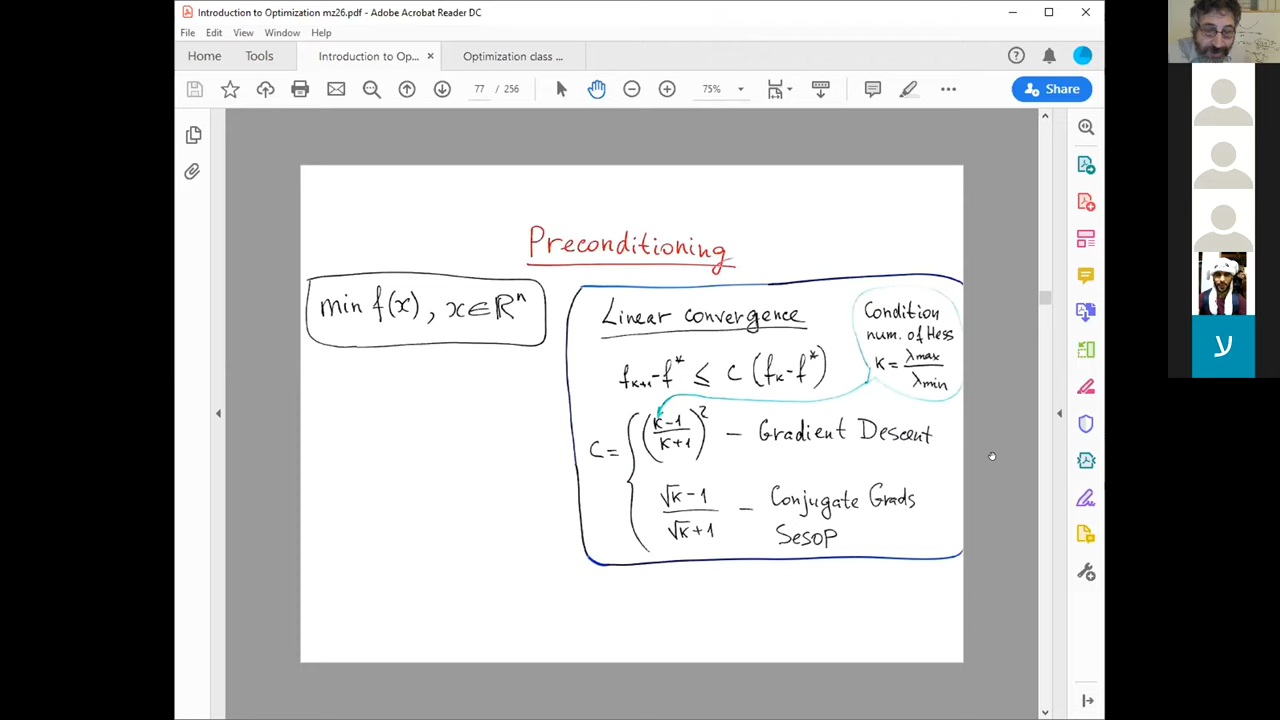 Introduction to Optimization mz26.pdf - Adobe Acrobat Reader DC
File Edit View Window Help
Home Tools Introduction to Op... × Optimization class ...
77 / 256 75% Share
Preconditioning
min f(x), x∈ℝⁿ
Linear convergence
Condition
num. of Hess
κ = λmax / λmin
f_{k+1} - f* ≤ C (f_k - f*)
C = { ((κ-1)/(κ+1))² — Gradient Descent
(√κ-1)/(√κ+1) — Conjugate Grads
SESOP
ע